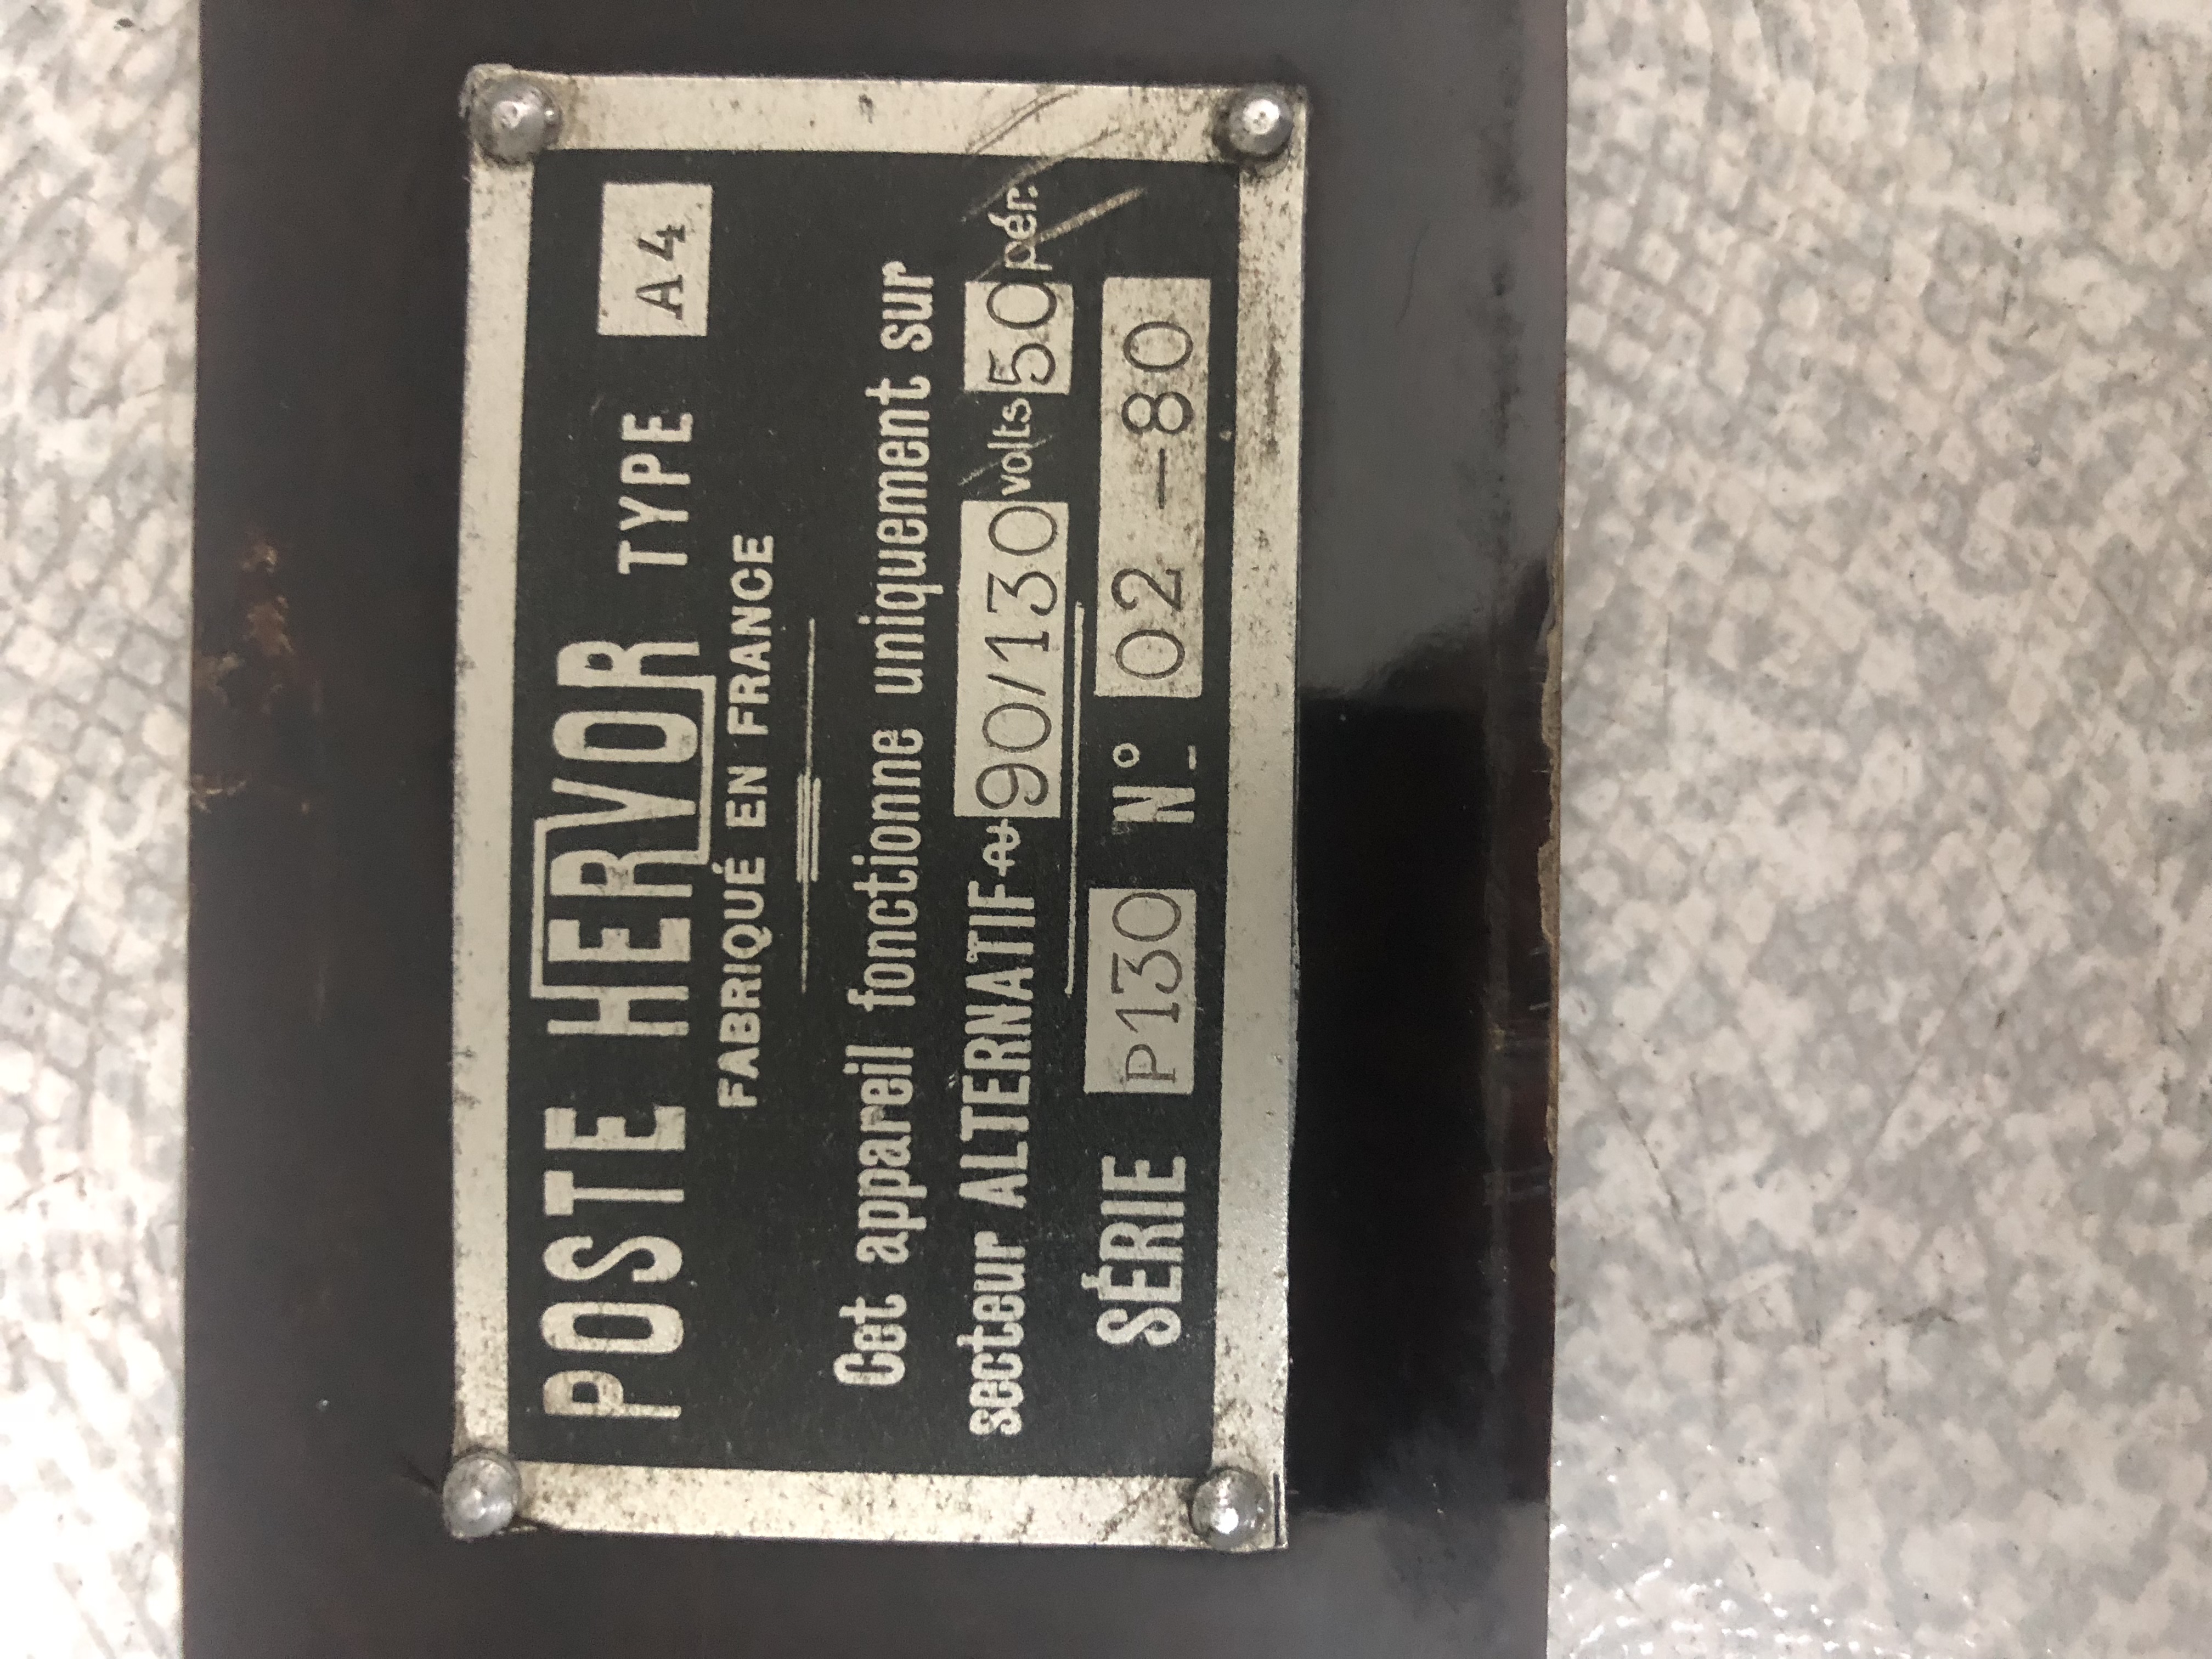 POSTE HERVOR TYPE A4
FABRIQUÉ EN FRANCE
Cet appareil fonctionne uniquement sur
secteur ALTERNATIF 90/130 volts 50 pér.
SÉRIE P130 N° 02-80